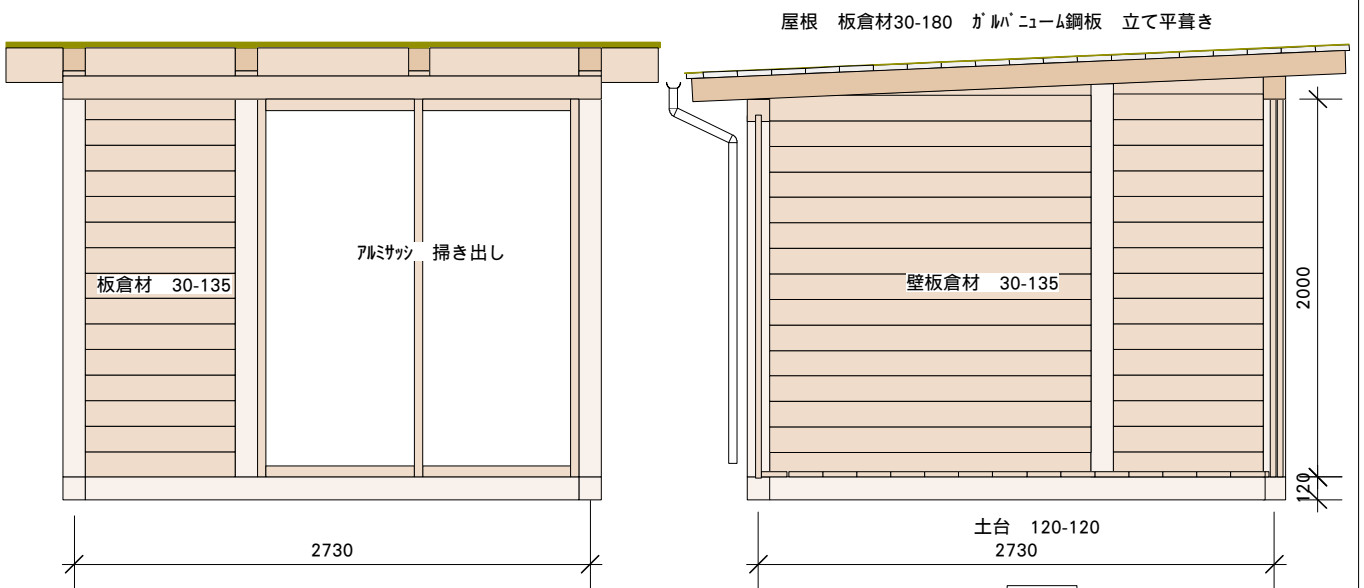 屋根　板倉材30-180　ｶﾞﾙﾊﾞﾆｭｰﾑ鋼板　立て平葺き
ｱﾙﾐｻｯｼ　掃き出し
板倉材　30-135
壁板倉材　30-135
2000
120
土台　120-120
2730
2730